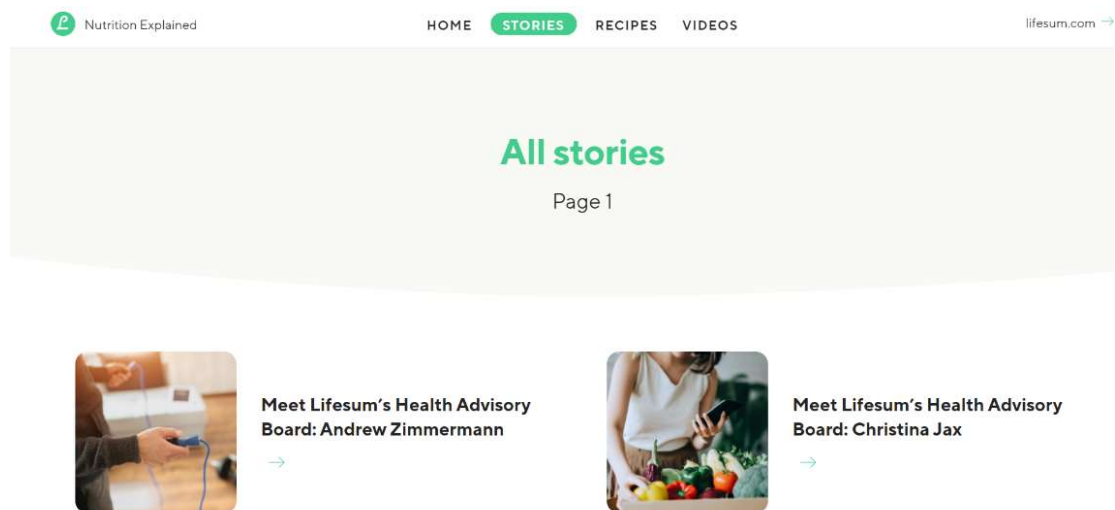 Nutrition Explained
HOME STORIES RECIPES VIDEOS
lifesum.com →
All stories
Page 1
Meet Lifesum's Health Advisory
Board: Andrew Zimmermann
→
Meet Lifesum's Health Advisory
Board: Christina Jax
→